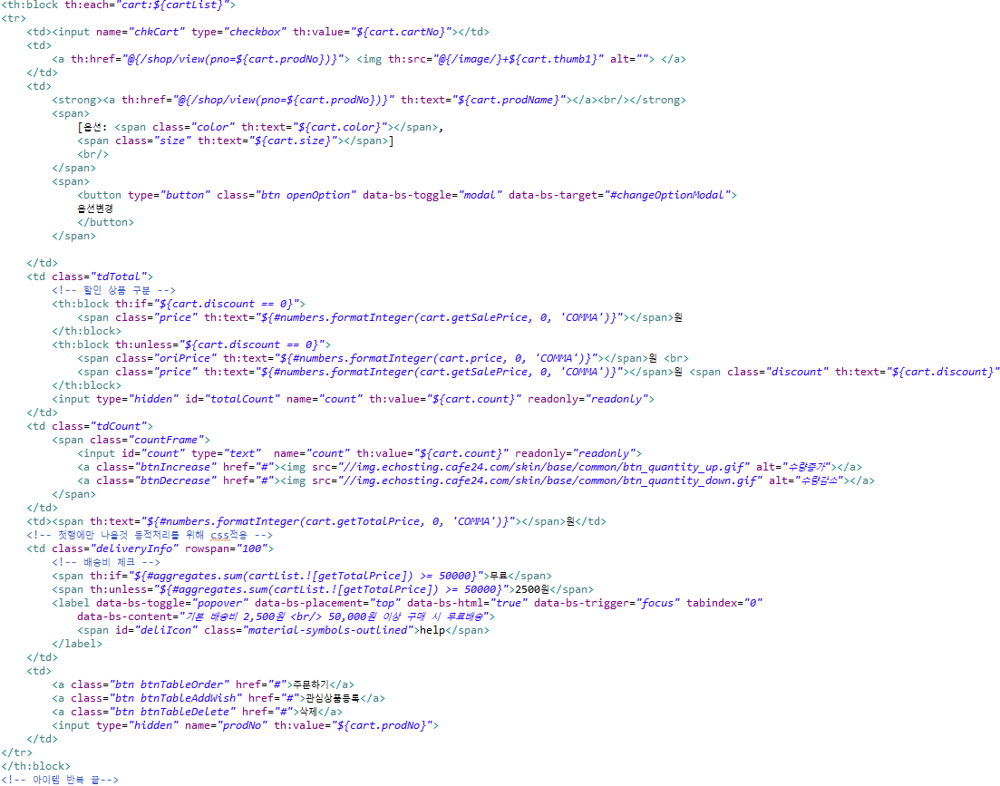 <th:block th:each="cart:${cartList}">
<tr>
<td><input name="chkCart" type="checkbox" th:value="${cart.cartNo}"></td>
<td>
<a th:href="@{/shop/view(pno=${cart.prodNo})}"> <img th:src="@{/image/}+${cart.thumb1}" alt=""> </a>
</td>
<td>
<strong><a th:href="@{/shop/view(pno=${cart.prodNo})}" th:text="${cart.prodName}"></a><br/></strong>
<span>
[옵션: <span class="color" th:text="${cart.color}"></span>,
<span class="size" th:text="${cart.size}"></span>]
<br/>
</span>
<span>
<button type="button" class="btn openOption" data-bs-toggle="modal" data-bs-target="#changeOptionModal">
옵션변경
</button>
</span>
</td>
<td class="tdTotal">
<!-- 할인 상품 구분 -->
<th:block th:if="${cart.discount == 0}">
<span class="price" th:text="${#numbers.formatInteger(cart.getSalePrice, 0, 'COMMA')}"></span>원
</th:block>
<th:block th:unless="${cart.discount == 0}">
<span class="oriPrice" th:text="${#numbers.formatInteger(cart.price, 0, 'COMMA')}"></span>원 <br>
<span class="price" th:text="${#numbers.formatInteger(cart.getSalePrice, 0, 'COMMA')}"></span>원 <span class="discount" th:text="${cart.discount}"
</th:block>
<input type="hidden" id="totalCount" name="count" th:value="${cart.count}" readonly="readonly">
</td>
<td class="tdCount">
<span class="countFrame">
<input id="count" type="text"  name="count" th:value="${cart.count}" readonly="readonly">
<a class="btnIncrease" href="#"><img src="//img.echosting.cafe24.com/skin/base/common/btn_quantity_up.gif" alt="수량증가"></a>
<a class="btnDecrease" href="#"><img src="//img.echosting.cafe24.com/skin/base/common/btn_quantity_down.gif" alt="수량감소"></a>
</span>
</td>
<td><span th:text="${#numbers.formatInteger(cart.getTotalPrice, 0, 'COMMA')}"></span>원</td>
<!-- 첫행에만 나올것 동적처리를 위해 css적용 -->
<td class="deliveryInfo" rowspan="100">
<!-- 배송비 체크 -->
<span th:if="${#aggregates.sum(cartList.![getTotalPrice]) >= 50000}">무료</span>
<span th:unless="${#aggregates.sum(cartList.![getTotalPrice]) >= 50000}">2500원</span>
<label data-bs-toggle="popover" data-bs-placement="top" data-bs-html="true" data-bs-trigger="focus" tabindex="0"
data-bs-content="기본 배송비 2,500원 <br/> 50,000원 이상 구매 시 무료배송">
<span id="deliIcon" class="material-symbols-outlined">help</span>
</label>
</td>
<td>
<a class="btn btnTableOrder" href="#">주문하기</a>
<a class="btn btnTableAddWish" href="#">관심상품등록</a>
<a class="btn btnTableDelete" href="#">삭제</a>
<input type="hidden" name="prodNo" th:value="${cart.prodNo}">
</td>
</tr>
</th:block>
<!-- 아이템 반복 끝-->